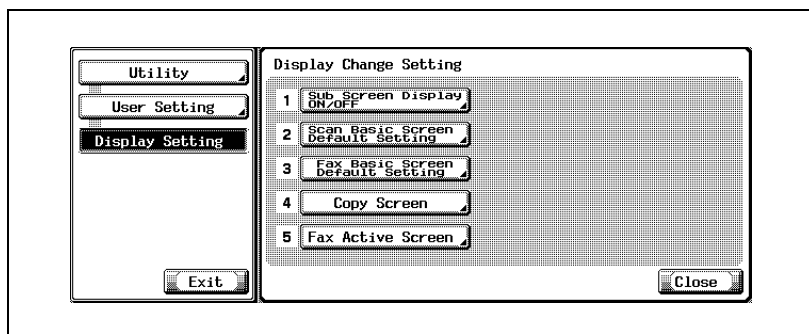 Utility
User Setting
Display Setting
Exit
Display Change Setting
1 Sub Screen Display
ON/OFF
2 Scan Basic Screen
Default Setting
3 Fax Basic Screen
Default Setting
4 Copy Screen
5 Fax Active Screen
Close